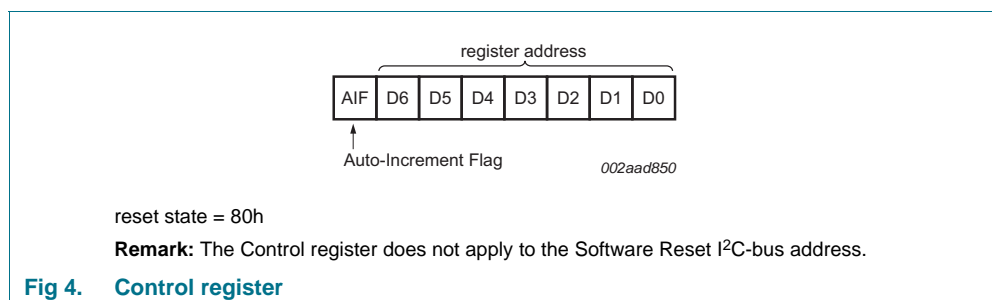 register address
AIF D6 D5 D4 D3 D2 D1 D0
Auto-Increment Flag
002aad850
reset state = 80h
Remark: The Control register does not apply to the Software Reset I²C-bus address.
Fig 4. Control register